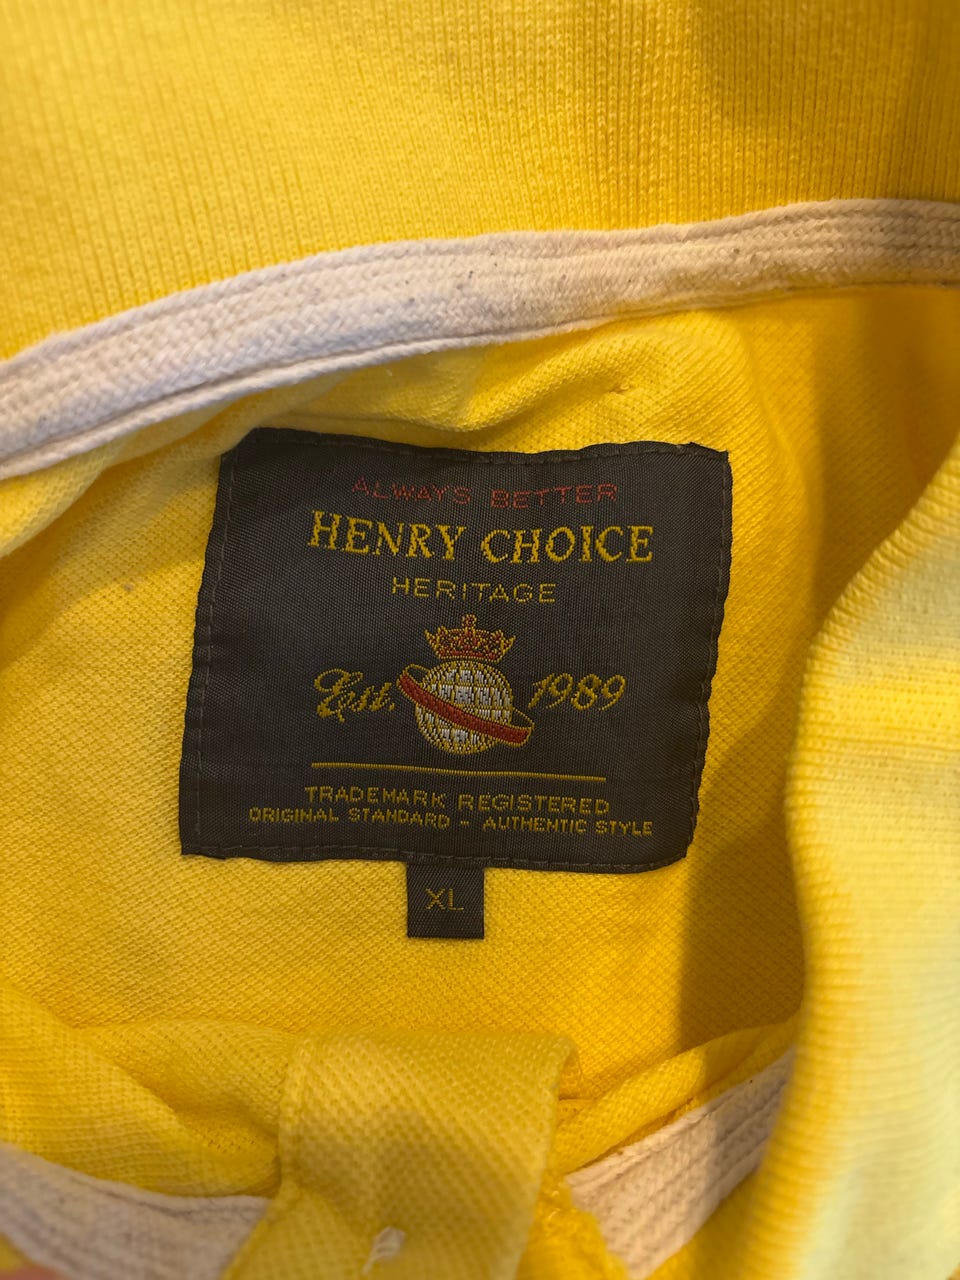 ALWAYS BETTER
HENRY CHOICE
HERITAGE
Est. 1989
TRADEMARK REGISTERED
ORIGINAL STANDARD - AUTHENTIC STYLE
XL